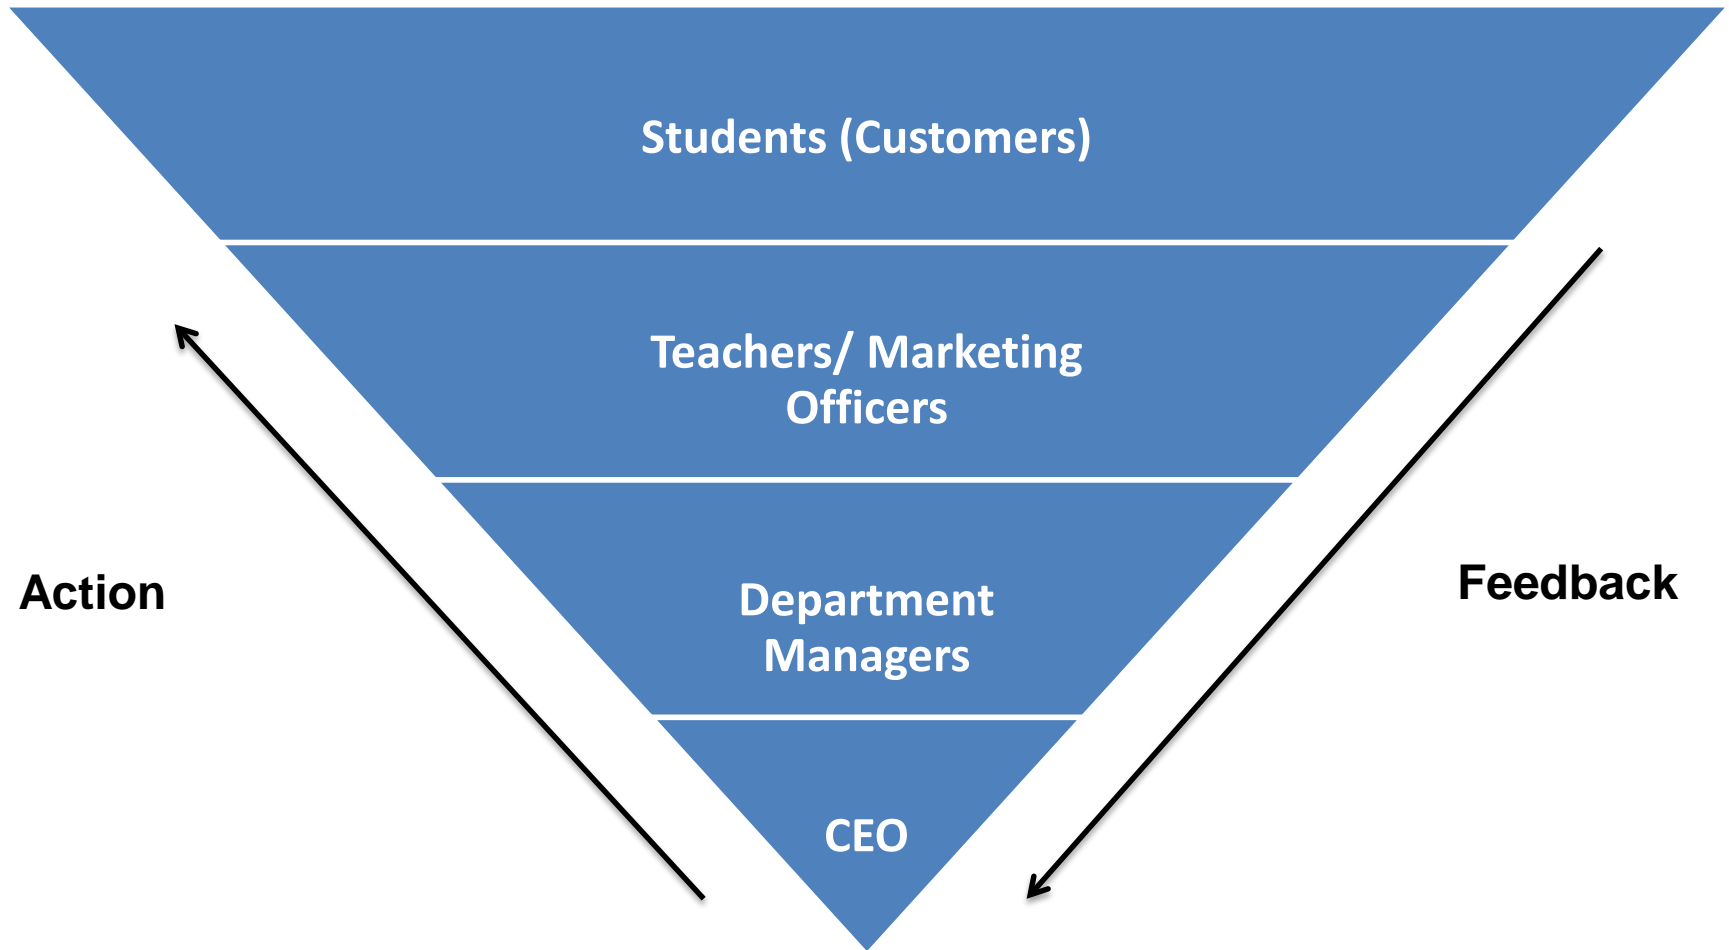 Students (Customers)
Teachers/ Marketing
Officers
Action
Feedback
Department
Managers
CEO